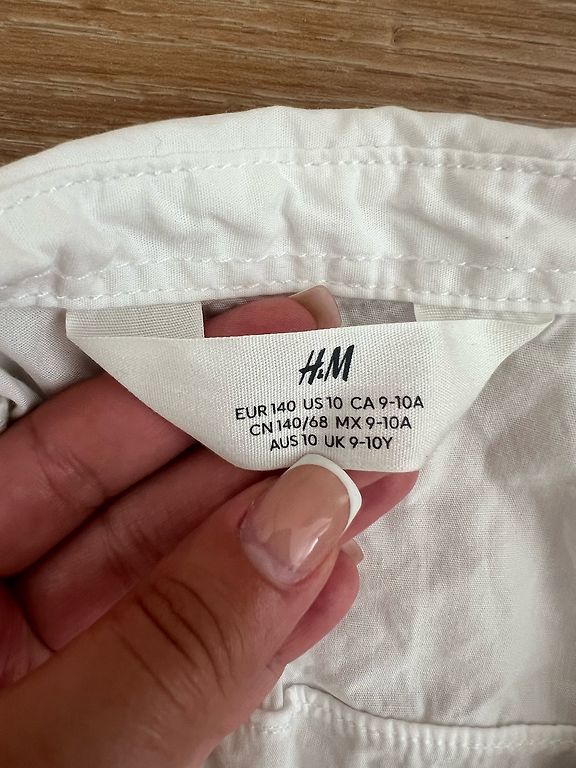 H&M
EUR 140 US 10 CA 9-10A
CN 140/68 MX 9-10A
AUS 10 UK 9-10Y